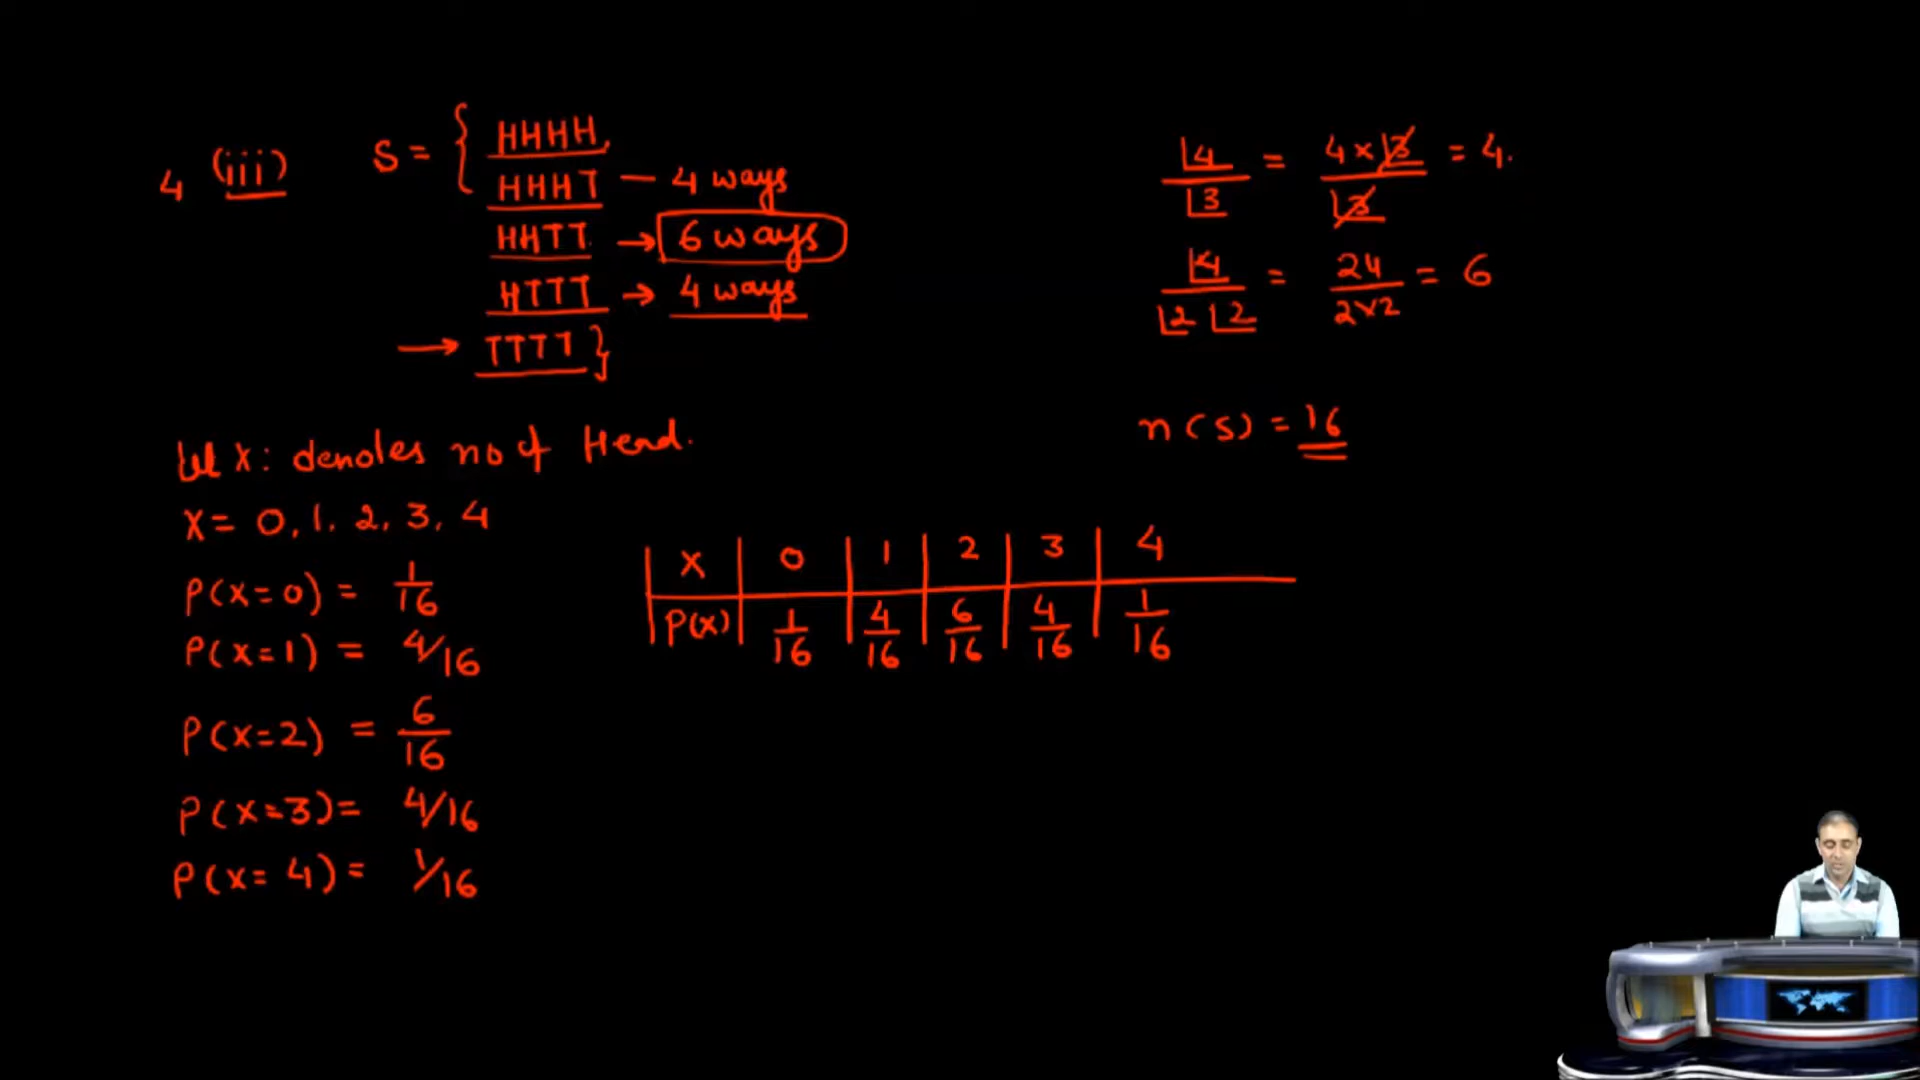 4 (iii) S = { HHHH,
HHHT — 4 ways
HHTT → 6 ways
HTTT → 4 ways
→ TTTT }
⌊4 / ⌊3 = 4 × ⌊3 / ⌊3 = 4.
⌊4 / ⌊2 ⌊2 = 24 / 2×2 = 6
n(S) = 16
Let X : denotes no of Head.
X = 0, 1, 2, 3, 4
P(X=0) = 1/16
P(X=1) = 4/16
P(X=2) = 6/16
P(X=3) = 4/16
P(X=4) = 1/16
X | 0 | 1 | 2 | 3 | 4
P(X) | 1/16 | 4/16 | 6/16 | 4/16 | 1/16